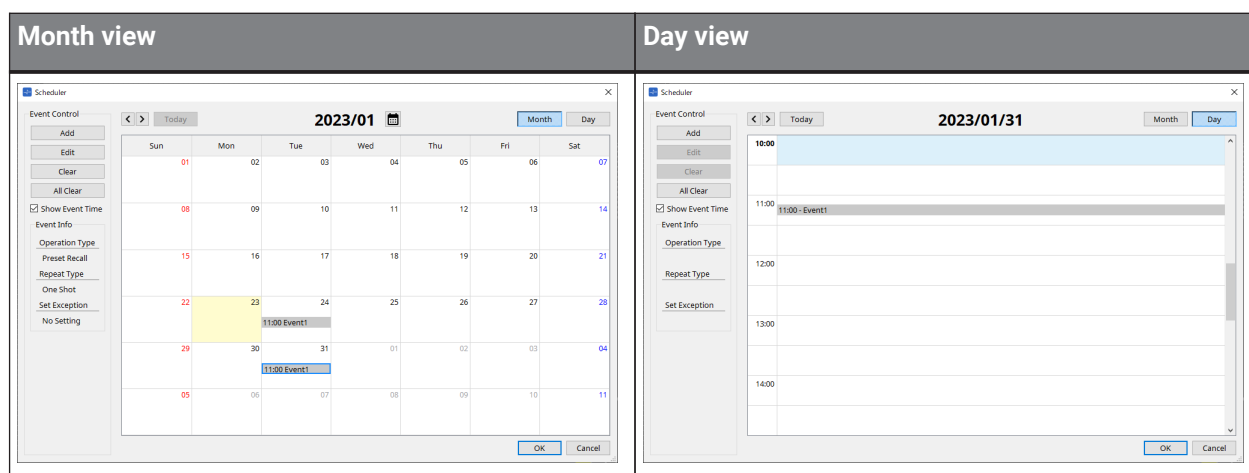 Month view
Day view
Scheduler
Event Control
Add
Edit
Clear
All Clear
Show Event Time
Event Info
Operation Type
Preset Recall
Repeat Type
One Shot
Set Exception
No Setting
< > Today 2023/01 Month Day
Sun Mon Tue Wed Thu Fri Sat
01 02 03 04 05 06 07
08 09 10 11 12 13 14
15 16 17 18 19 20 21
22 23 24 25 26 27 28
11:00 Event1
29 30 31 01 02 03 04
11:00 Event1
05 06 07 08 09 10 11
OK Cancel
Scheduler
Event Control
Add
Edit
Clear
All Clear
Show Event Time
Event Info
Operation Type
Repeat Type
Set Exception
< > Today 2023/01/31 Month Day
10:00
11:00
11:00 - Event1
12:00
13:00
14:00
OK Cancel